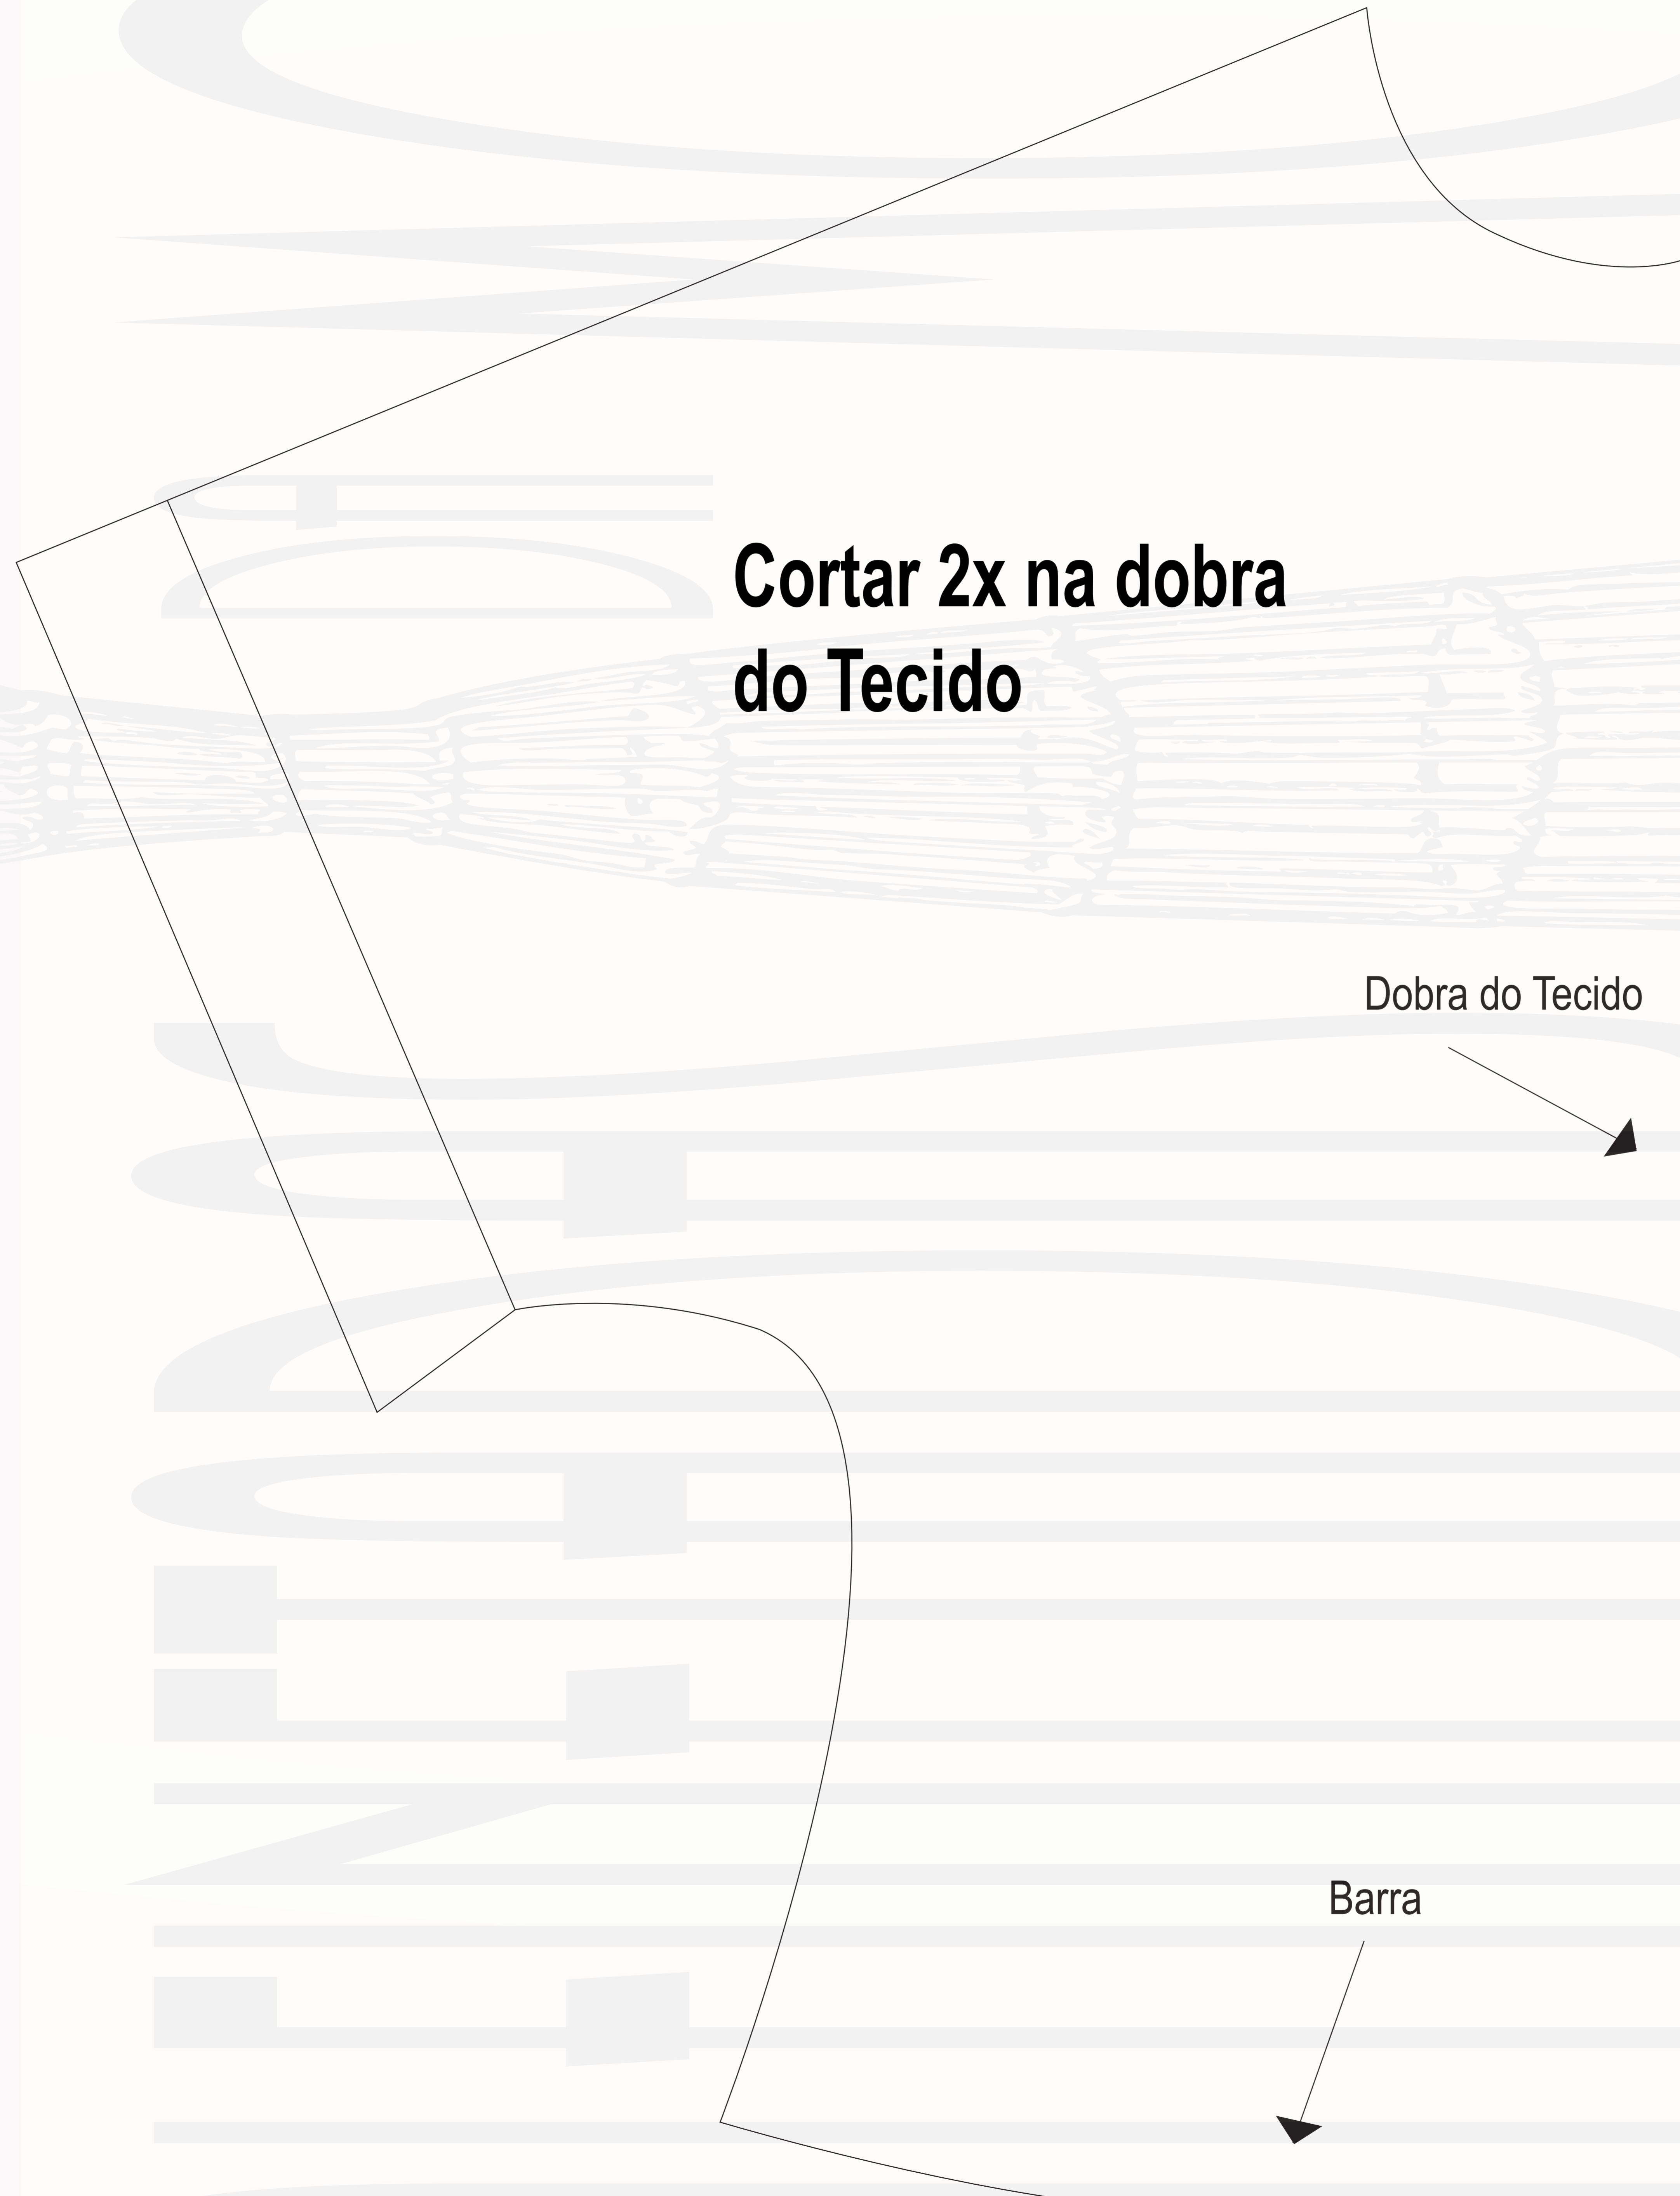 Cortar 2x na dobra
do Tecido
Dobra do Tecido
Barra